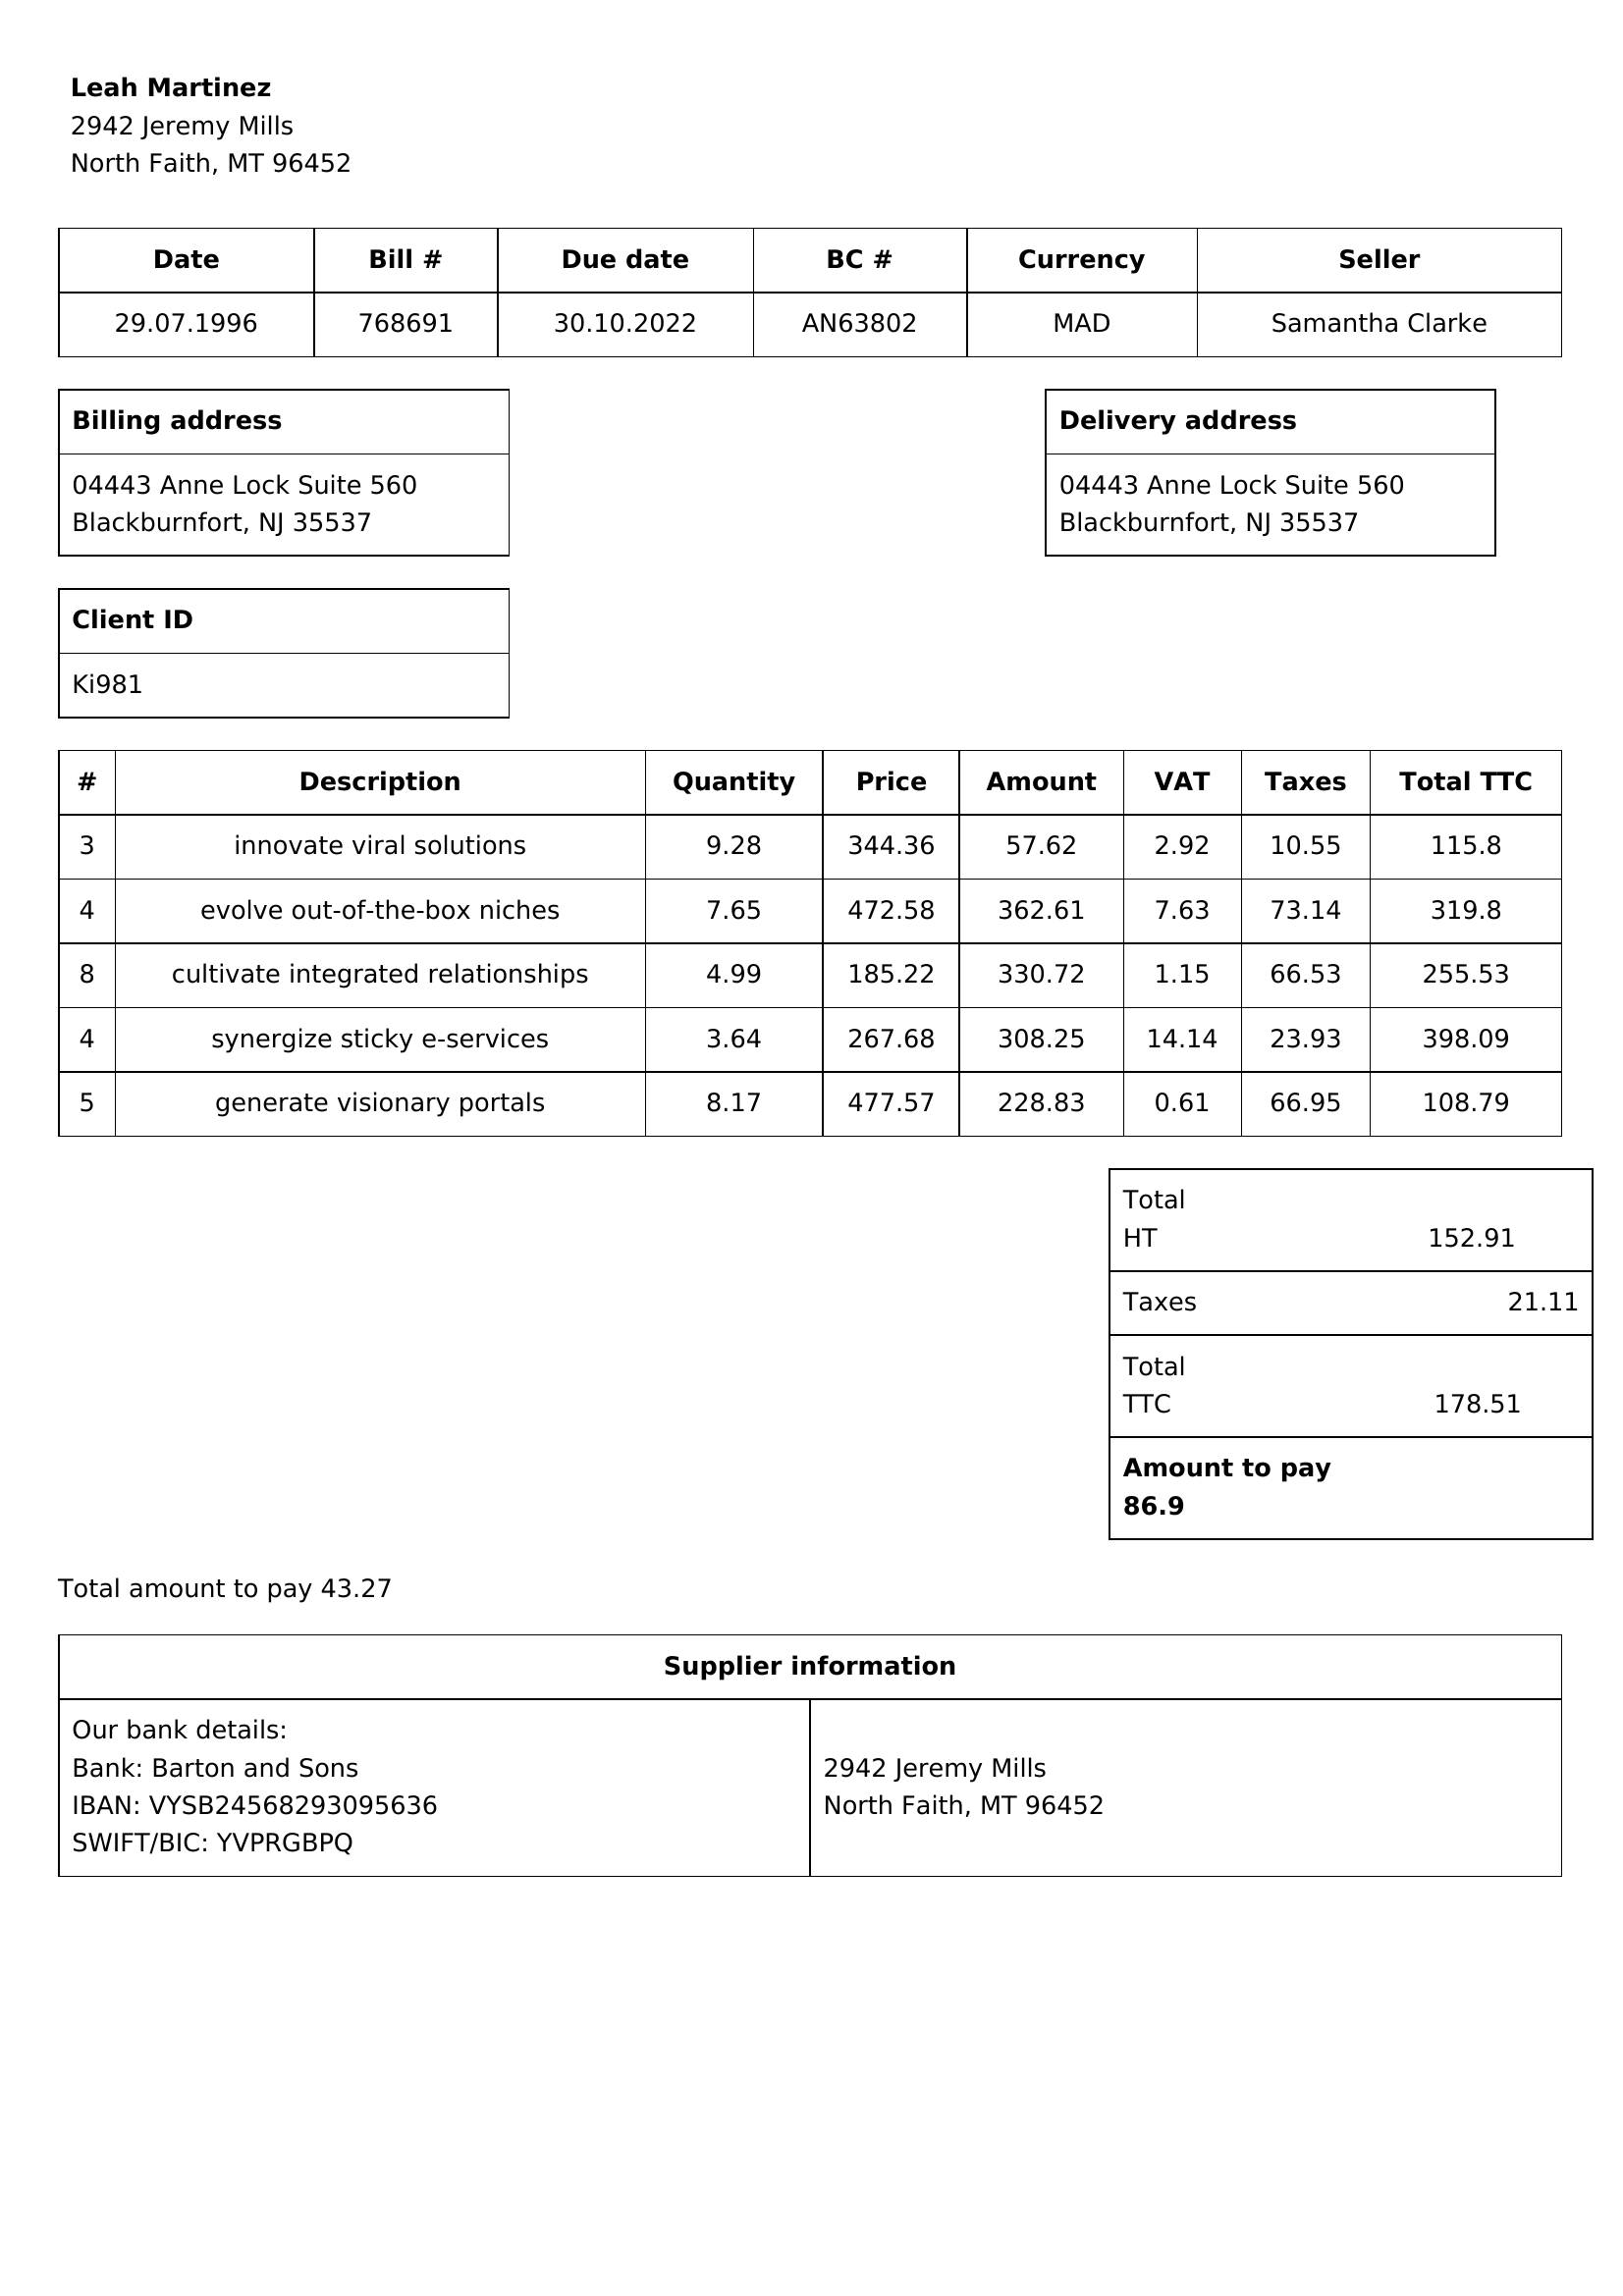 Leah Martinez
2942 Jeremy Mills
North Faith, MT 96452
Date Bill # Due date BC # Currency Seller
29.07.1996 768691 30.10.2022 AN63802 MAD Samantha Clarke
Billing address
04443 Anne Lock Suite 560
Blackburnfort, NJ 35537
Delivery address
04443 Anne Lock Suite 560
Blackburnfort, NJ 35537
Client ID
Ki981
# Description Quantity Price Amount VAT Taxes Total TTC
3 innovate viral solutions 9.28 344.36 57.62 2.92 10.55 115.8
4 evolve out-of-the-box niches 7.65 472.58 362.61 7.63 73.14 319.8
8 cultivate integrated relationships 4.99 185.22 330.72 1.15 66.53 255.53
4 synergize sticky e-services 3.64 267.68 308.25 14.14 23.93 398.09
5 generate visionary portals 8.17 477.57 228.83 0.61 66.95 108.79
Total
HT 152.91
Taxes 21.11
Total
TTC 178.51
Amount to pay
86.9
Total amount to pay 43.27
Supplier information
Our bank details:
Bank: Barton and Sons
IBAN: VYSB24568293095636
SWIFT/BIC: YVPRGBPQ
2942 Jeremy Mills
North Faith, MT 96452